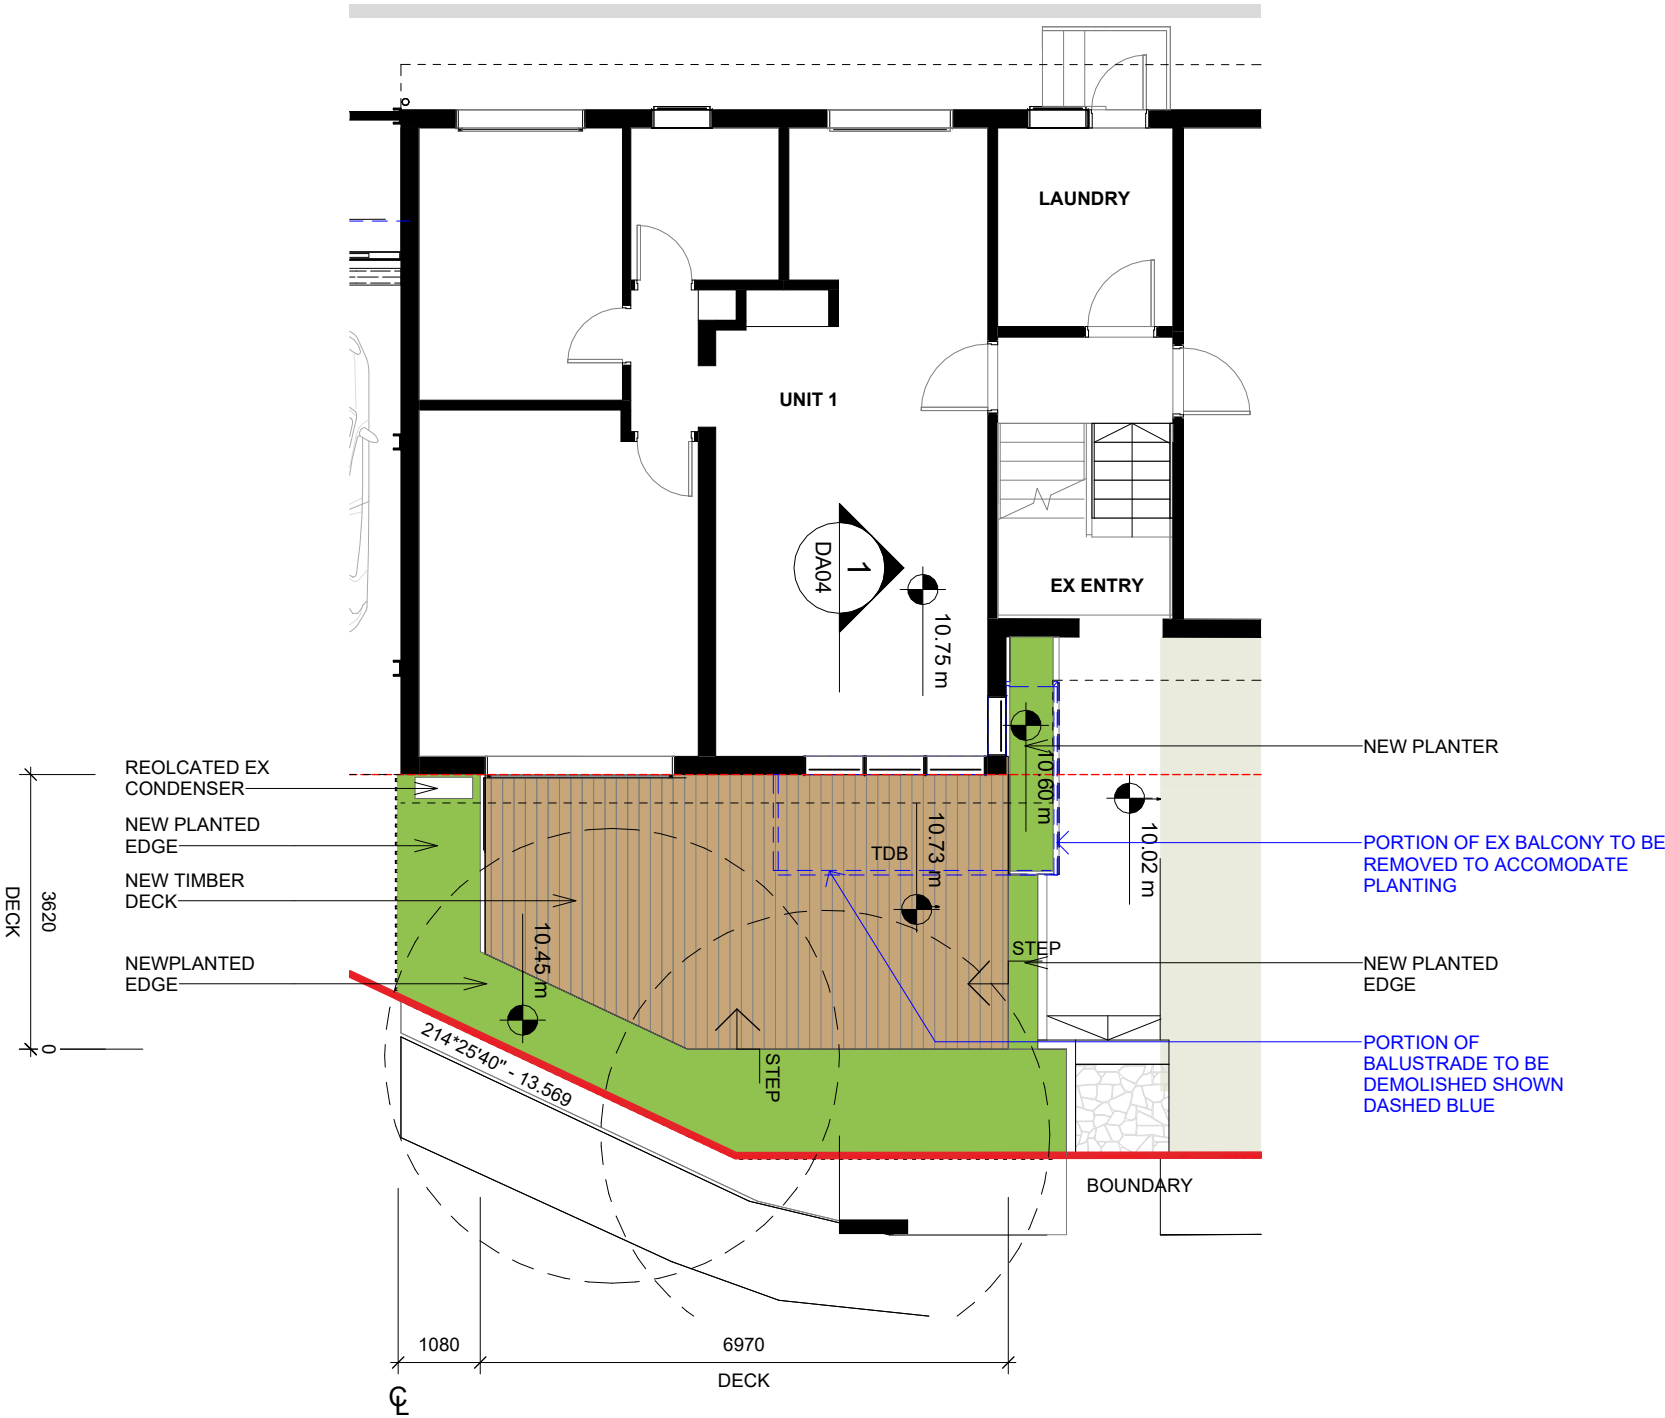 LAUNDRY
UNIT 1
1
DA04
10.75 m
EX ENTRY
REOLCATED EX
CONDENSER
NEW PLANTED
EDGE
NEW TIMBER
DECK
NEWPLANTED
EDGE
3620
DECK
0
TDB
10.73 m
10.60 m
10.02 m
10.45 m
STEP
STEP
214*25'40" - 13.569
NEW PLANTER
PORTION OF EX BALCONY TO BE
REMOVED TO ACCOMODATE
PLANTING
NEW PLANTED
EDGE
PORTION OF
BALUSTRADE TO BE
DEMOLISHED SHOWN
DASHED BLUE
BOUNDARY
1080
6970
DECK
℄